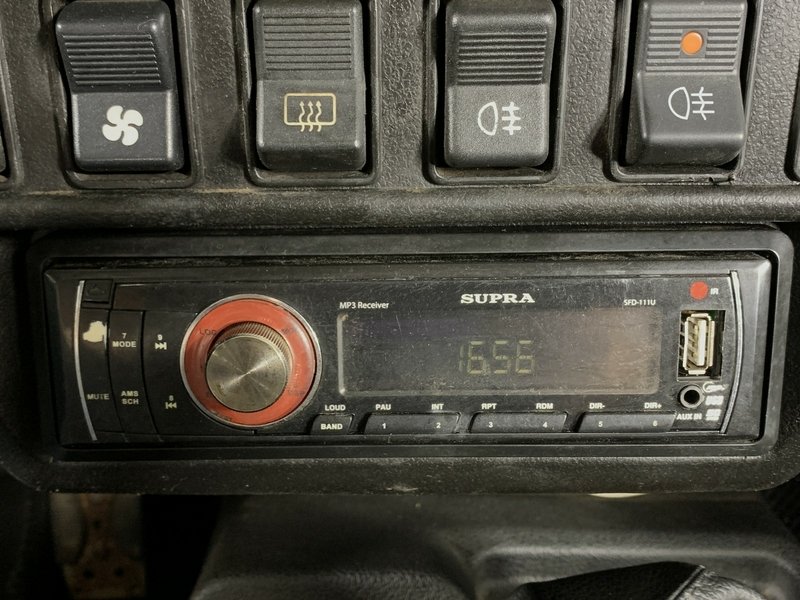 MP3 Receiver
SUPRA
SFD-111U
IR
7
MODE
9
LOUD
16:56
MUTE
AMS
SCH
8
LOUD
PAU
INT
RPT
RDM
DIR-
DIR+
BAND
1
2
3
4
5
6
AUX IN